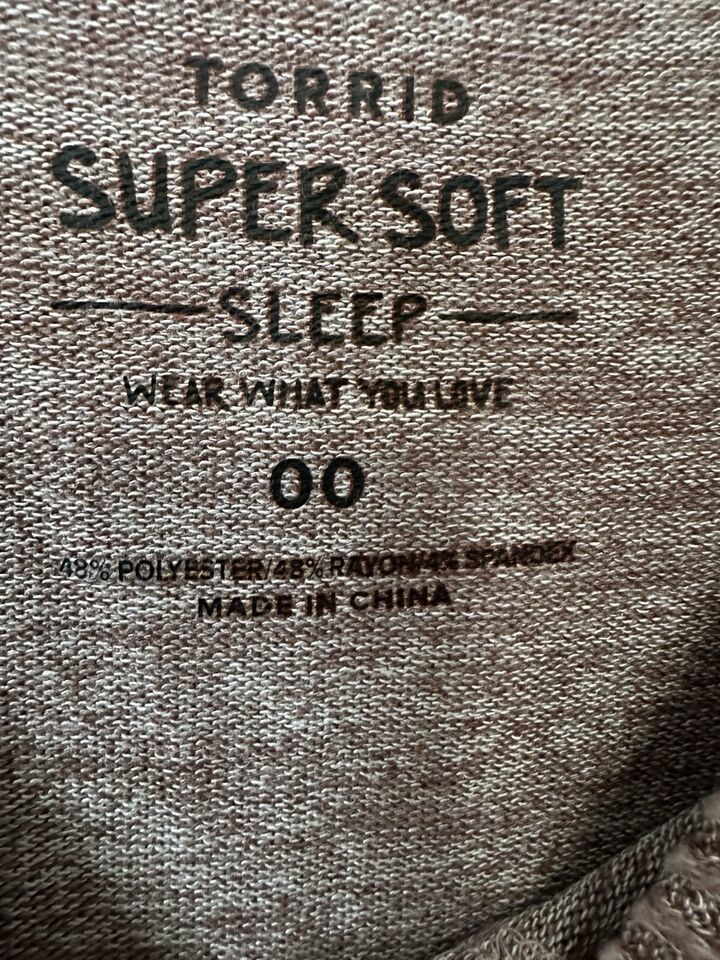 TORRID
SUPER SOFT
SLEEP
WEAR WHAT YOU LOVE
00
48% POLYESTER/48% RAYON/4% SPANDEX
MADE IN CHINA